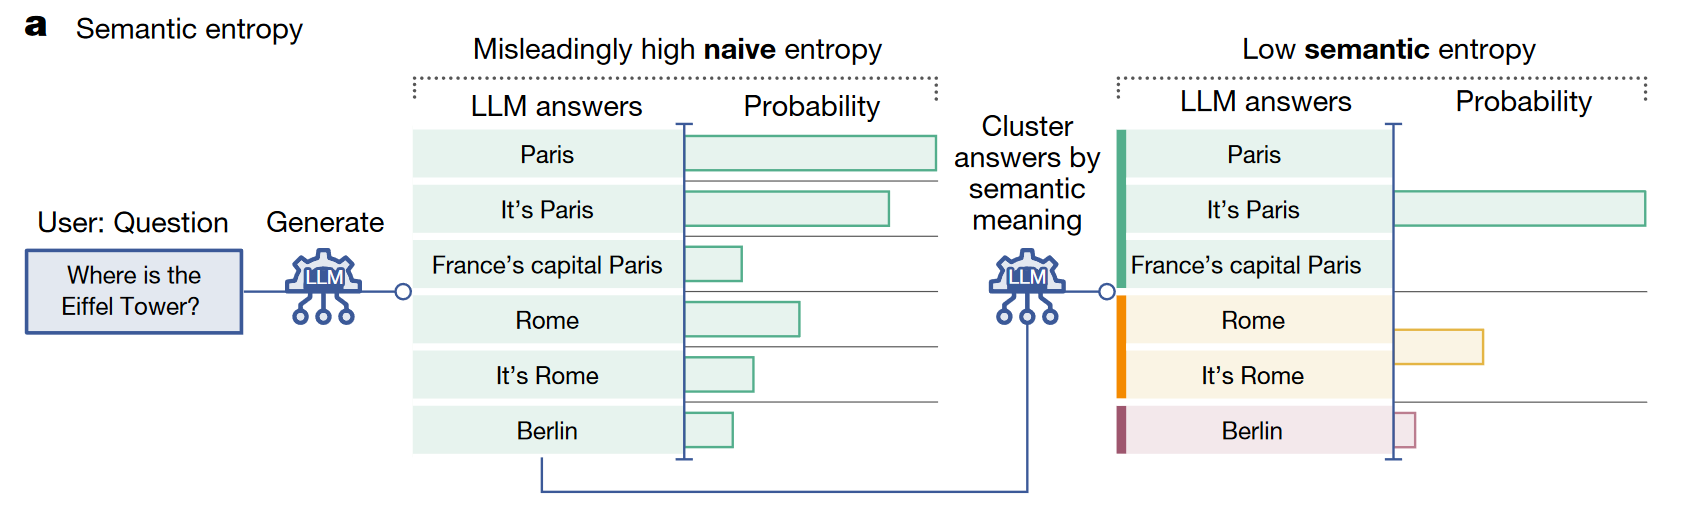 a Semantic entropy
Misleadingly high naive entropy
LLM answers Probability
Paris
It's Paris
France's capital Paris
Rome
It's Rome
Berlin
User: Question
Where is the
Eiffel Tower?
Generate
LLM
Cluster
answers by
semantic
meaning
LLM
Low semantic entropy
LLM answers Probability
Paris
It's Paris
France's capital Paris
Rome
It's Rome
Berlin